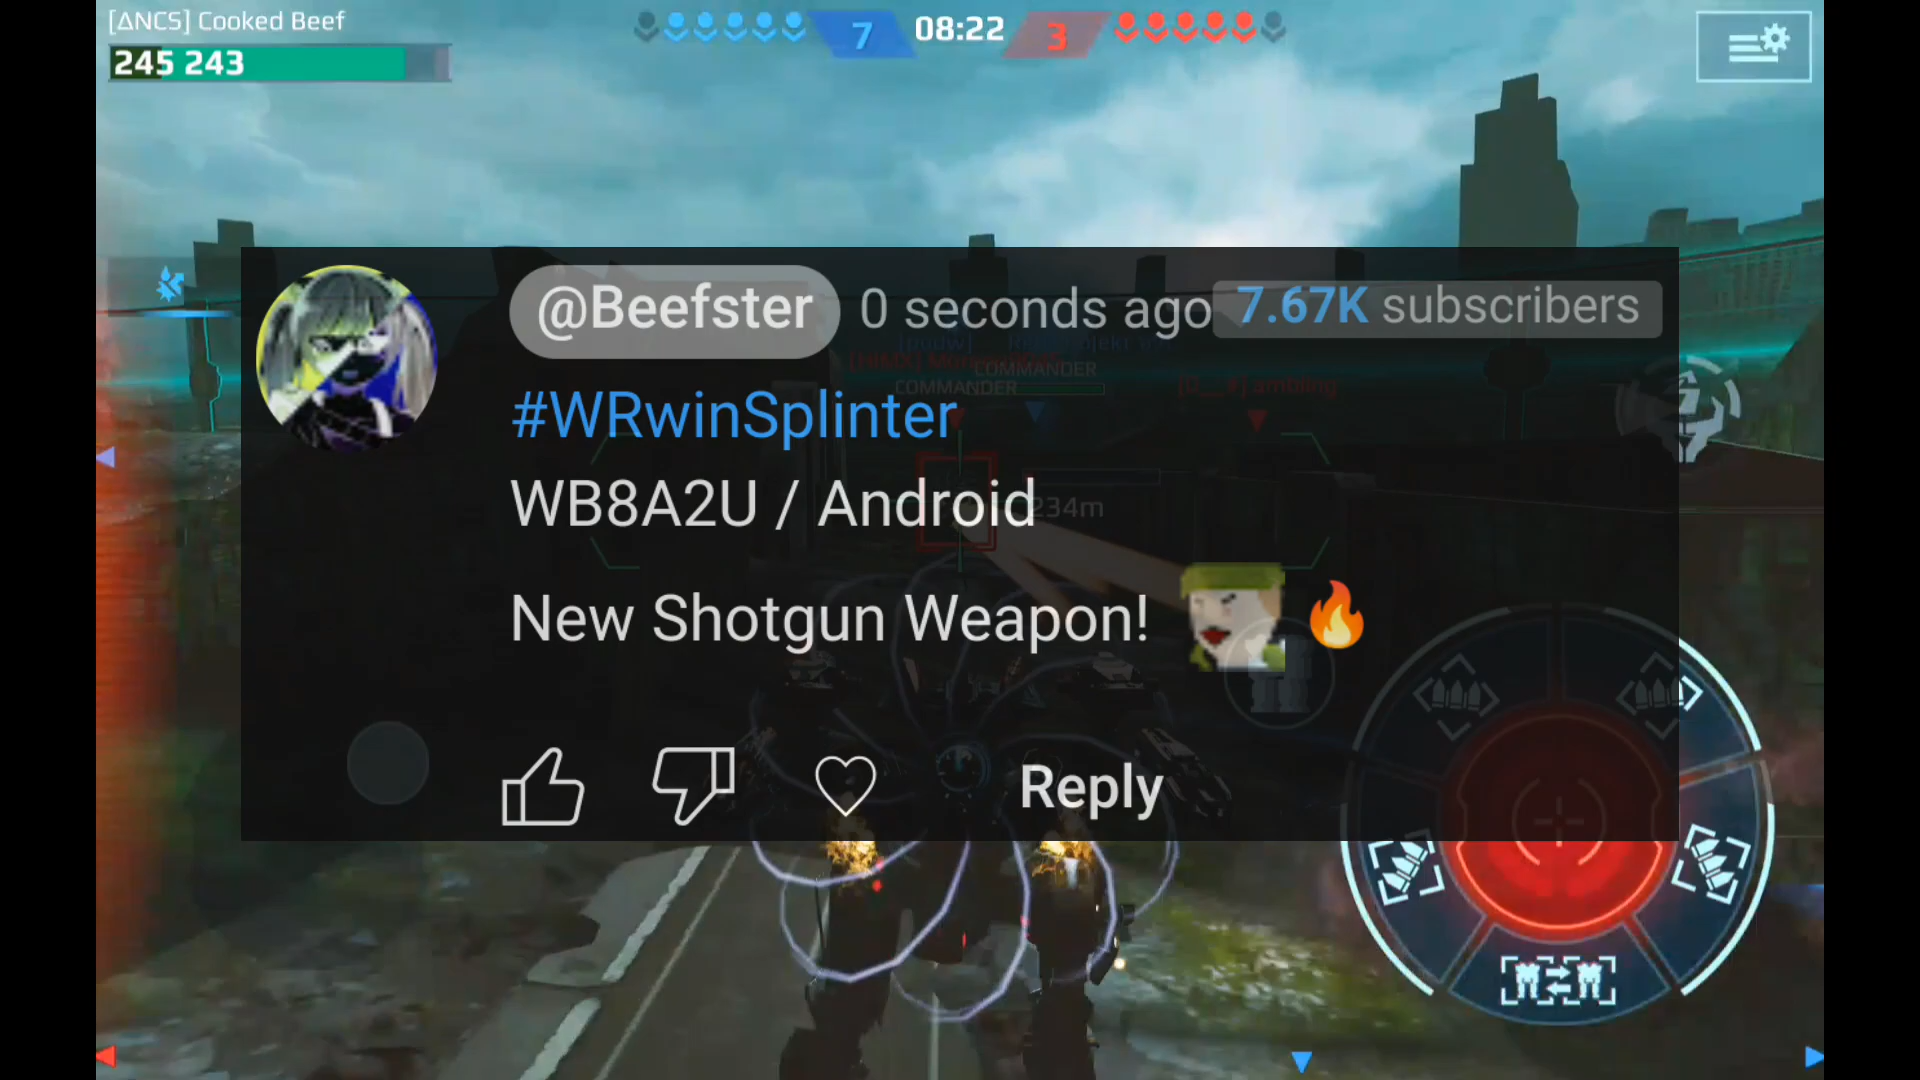 [ΔNCS] Cooked Beef
245 243
7
08:22
3
@Beefster 0 seconds ago 7.67K subscribers
COMMANDER
COMMANDER
#WRwinSplinter
WB8A2U / Android
234m
New Shotgun Weapon! 🔥
Reply